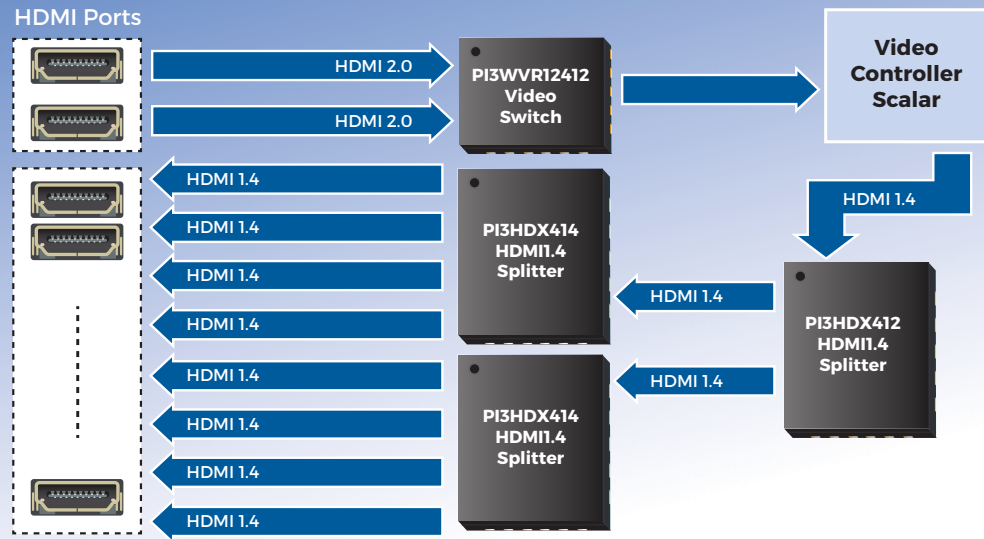 HDMI Ports
HDMI 2.0
HDMI 2.0
PI3WVR12412
Video
Switch
Video
Controller
Scalar
HDMI 1.4
HDMI 1.4
HDMI 1.4
HDMI 1.4
PI3HDX414
HDMI1.4
Splitter
HDMI 1.4
HDMI 1.4
PI3HDX412
HDMI1.4
Splitter
HDMI 1.4
HDMI 1.4
HDMI 1.4
HDMI 1.4
HDMI 1.4
PI3HDX414
HDMI1.4
Splitter
HDMI 1.4